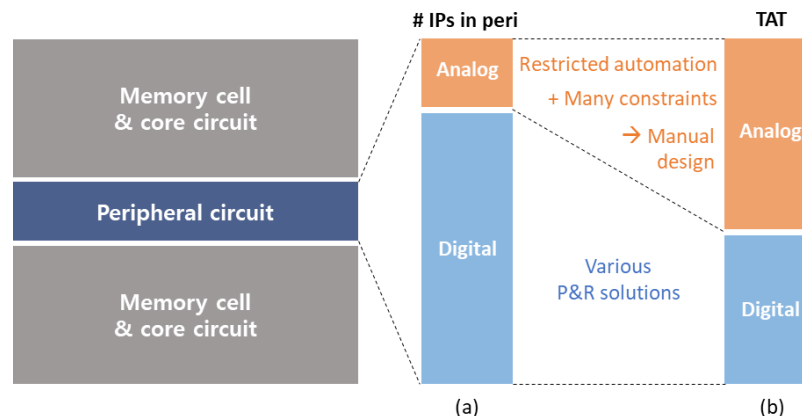 # IPs in peri
TAT
Memory cell
& core circuit
Peripheral circuit
Memory cell
& core circuit
Analog
Digital
Restricted automation
+ Many constraints
→ Manual
design
Various
P&R solutions
Analog
Digital
(a)
(b)